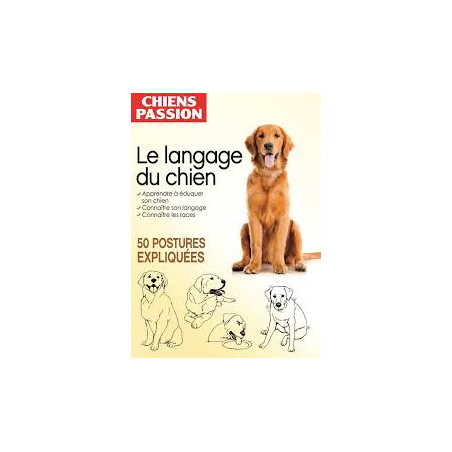 CHIENS
PASSION
Le langage
du chien
✓ Apprendre à éduquer
son chien
✓ Connaître son langage
✓ Connaître les races
50 POSTURES
EXPLIQUÉES